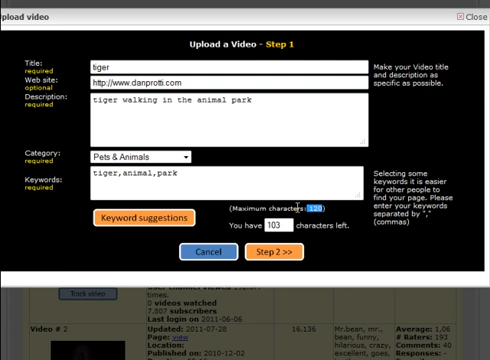 Upload video
Close
Upload a Video - Step 1
Title:
required
tiger
Make your Video title
and description as
specific as possible.
Web site:
optional
http://www.danprotti.com
Description:
required
tiger walking in the animal park
Category:
required
Pets & Animals
Keywords:
required
tiger,animal,park
Selecting some
keywords it is easier
for other people to
find your page. Please
enter your keywords
separated by ","
(commas)
(Maximum characters: 120)
Keyword suggestions
You have 103 characters left.
Cancel
Step 2 >>
Track video
times.
0 videos watched
7,807 subscribers
Last login on 2011-06-06
Video # 2
Updated: 2011-07-28
Page: view
Location:
Published on: 2010-12-02
16,136
Mr.bean, mr.,
bean, funny,
hilarious, crazy,
excellent, goes,
Average: 1,06
# Raters: 193
Comments: 40